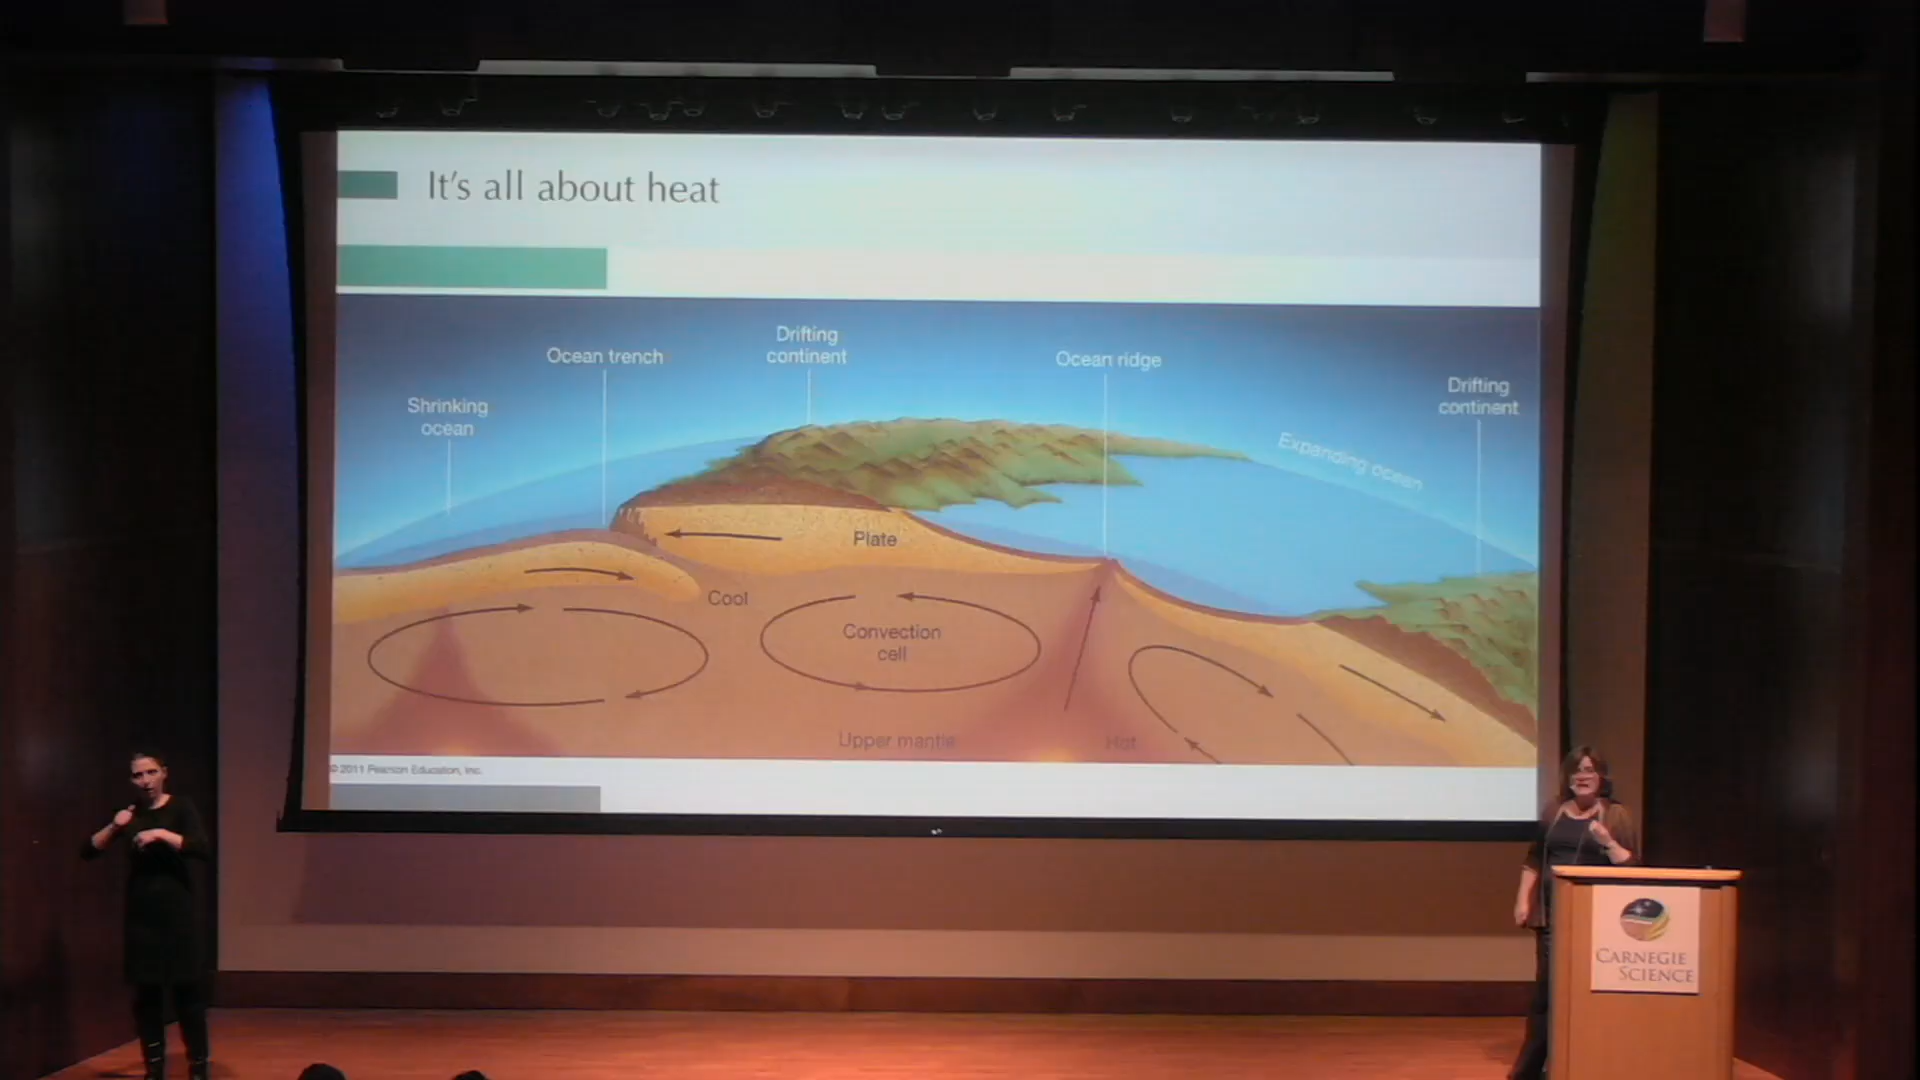 It's all about heat
Drifting
continent
Ocean trench
Ocean ridge
Drifting
continent
Shrinking
ocean
Expanding ocean
Plate
Cool
Convection
cell
Upper mantle
Hot
© 2011 Pearson Education, Inc.
CARNEGIE
SCIENCE